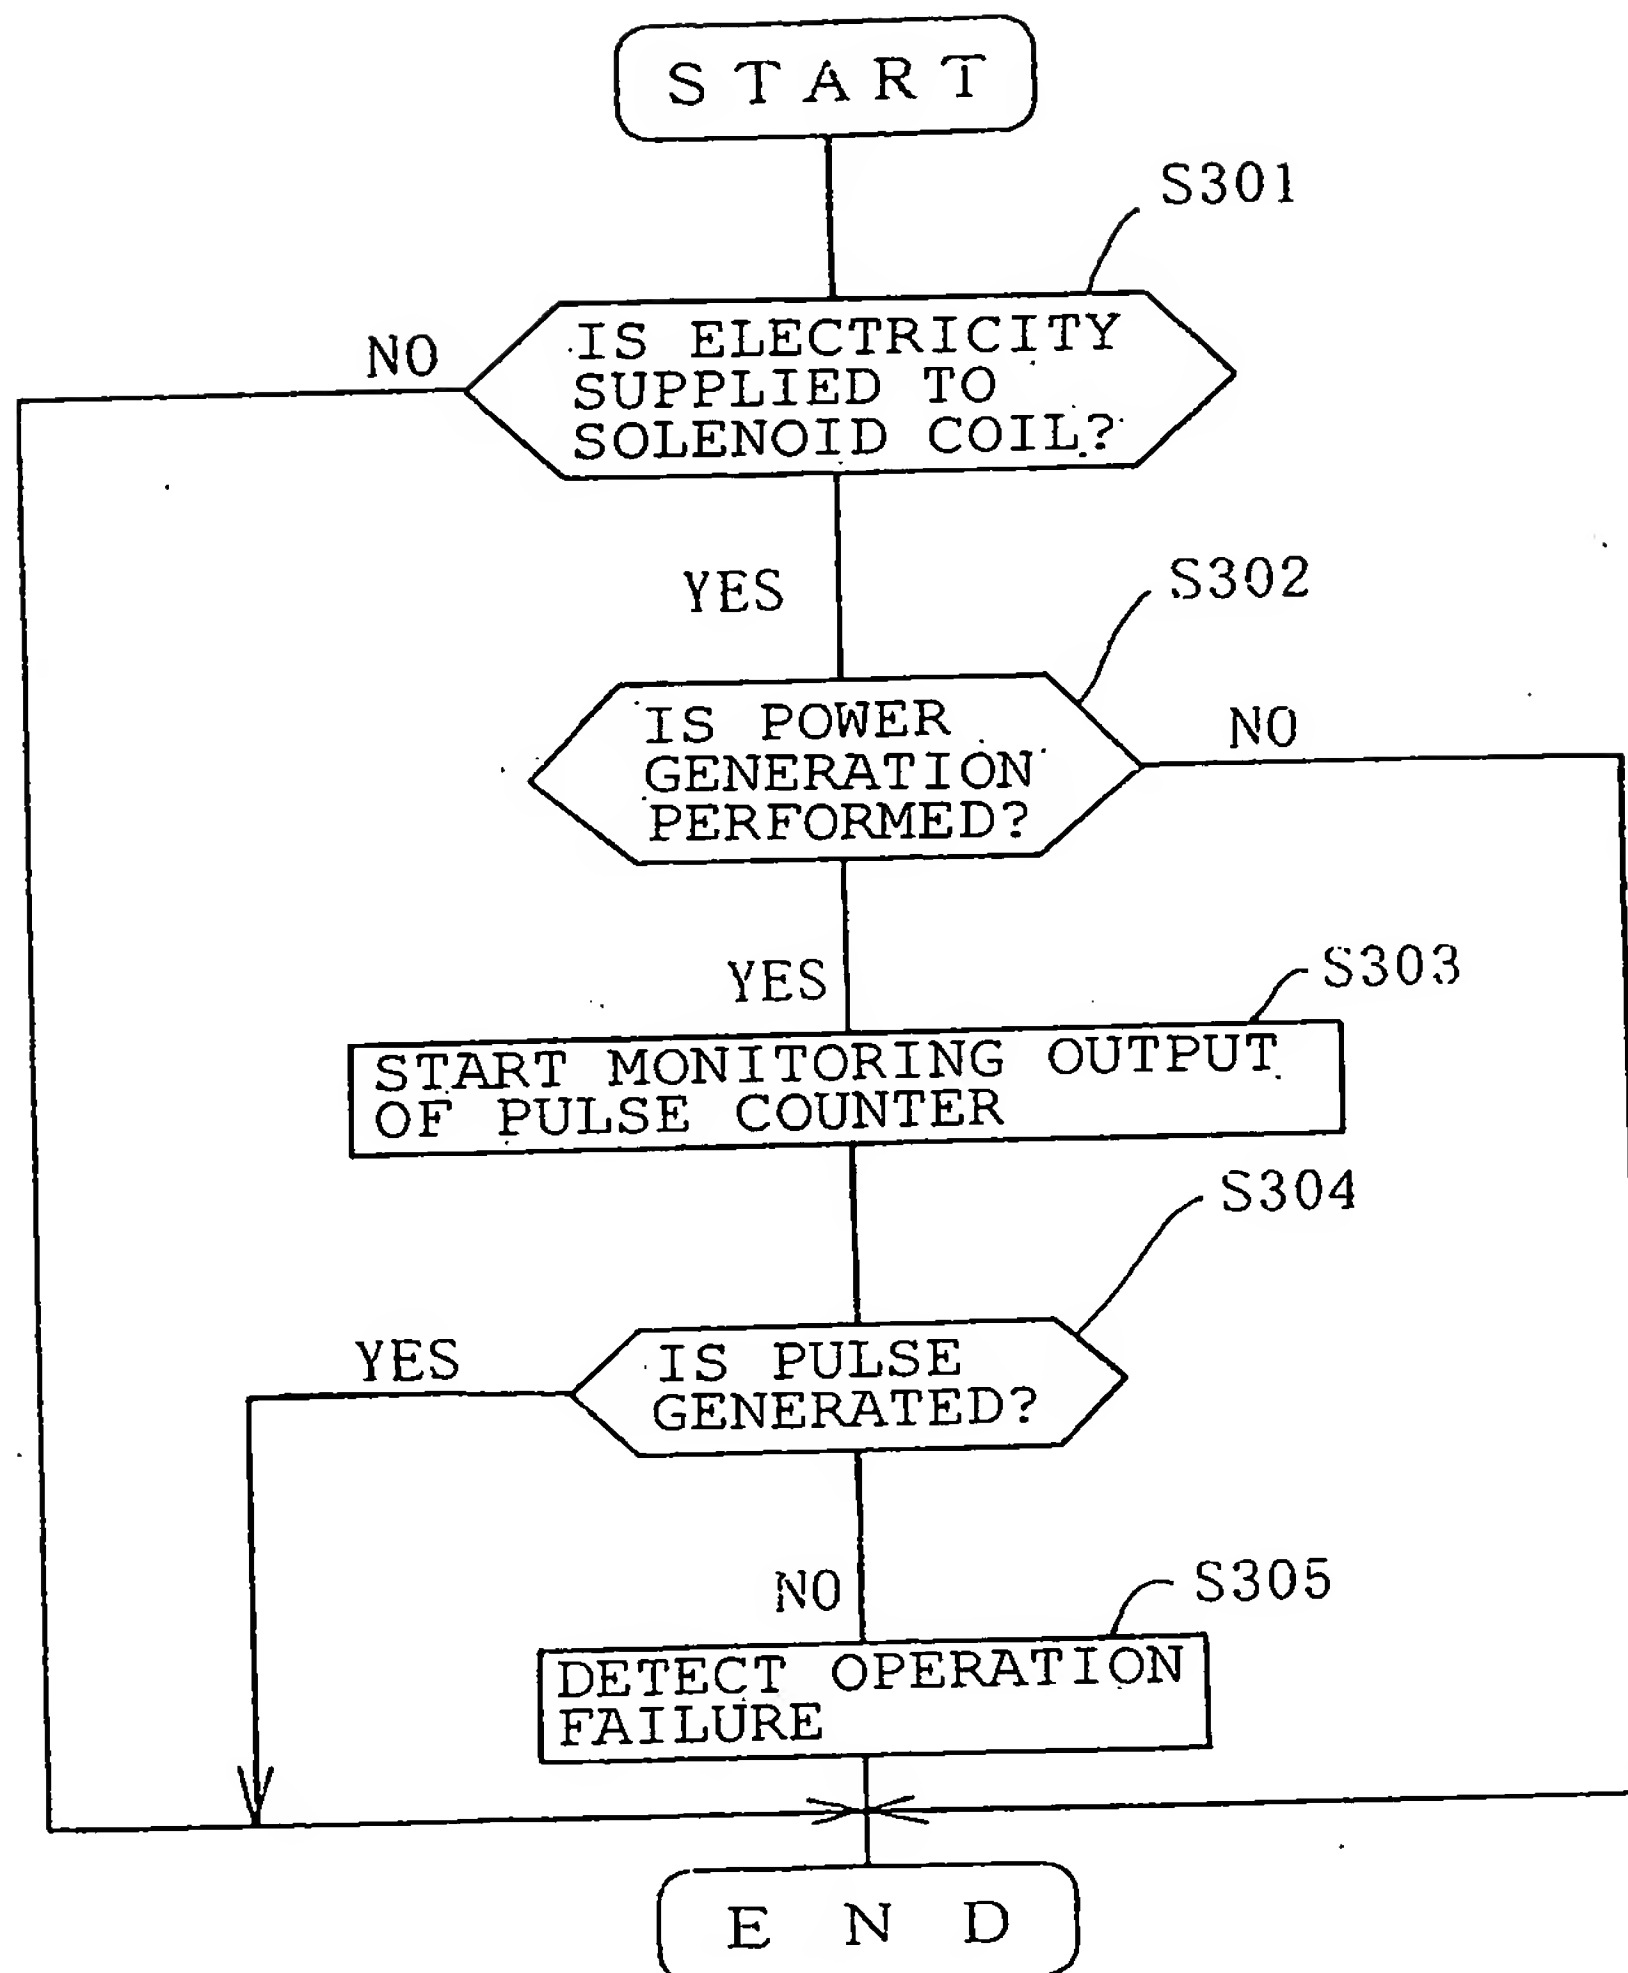 START
S301
NO
IS ELECTRICITY
SUPPLIED TO
SOLENOID COIL?
YES
S302
IS POWER
GENERATION
PERFORMED?
NO
YES
S303
START MONITORING OUTPUT
OF PULSE COUNTER
S304
YES
IS PULSE
GENERATED?
NO
S305
DETECT OPERATION
FAILURE
END